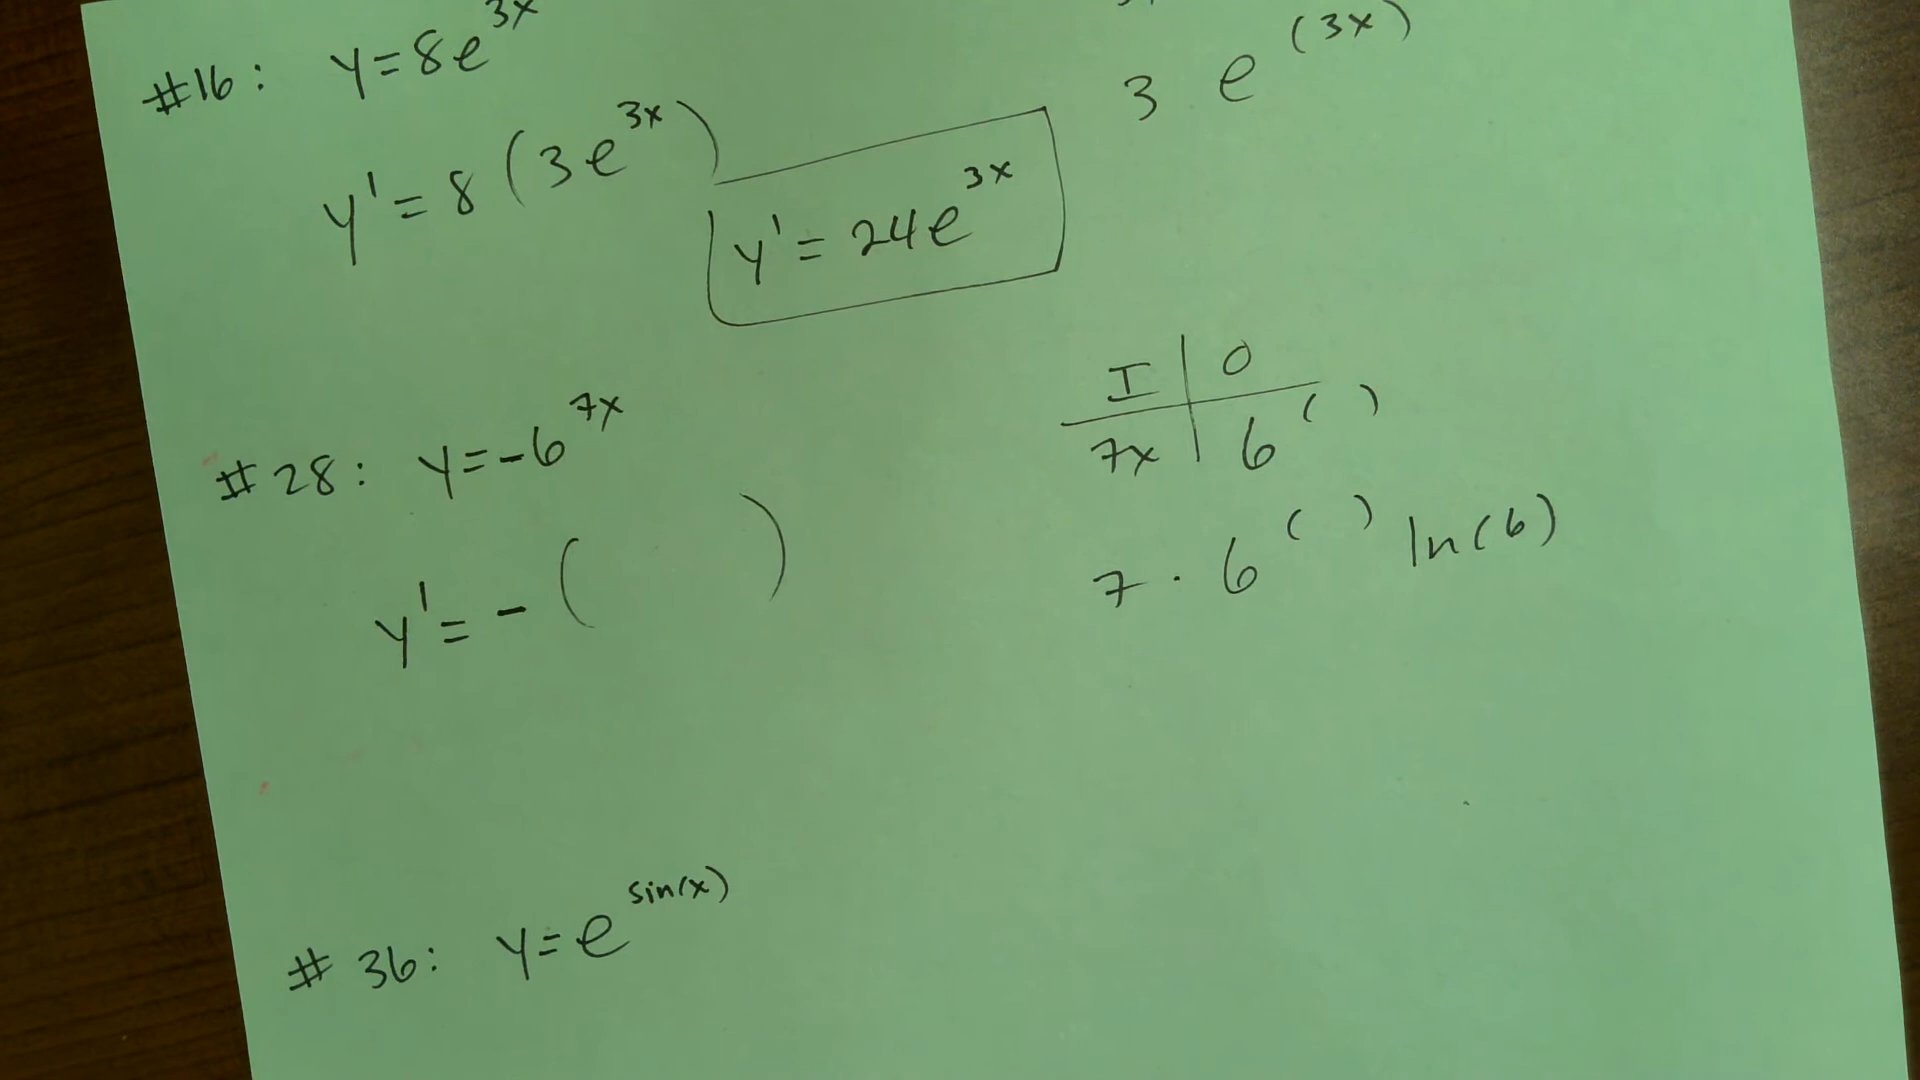 #16: y=8e^3x
3 e^(3x)
y'=8(3e^3x)
y'=24e^3x
I | O
7x | 6^( )
#28: y=-6^7x
7 · 6^( ) ln(6)
y'=-( )
#36: y=e^sin(x)